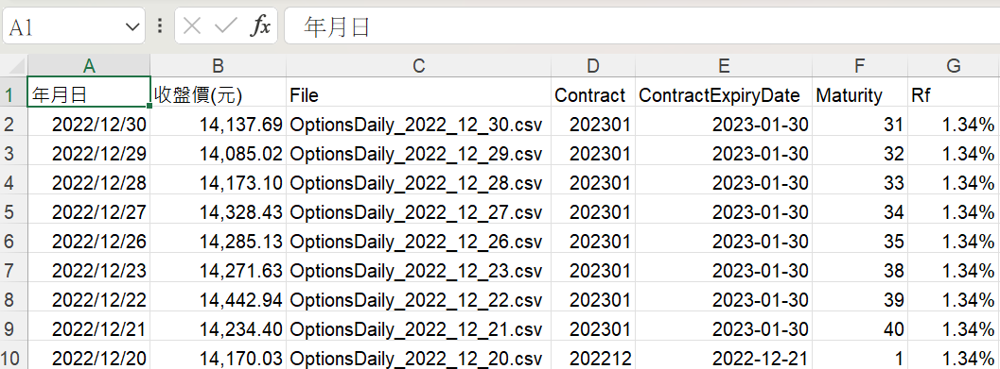 A1 fx 年月日
A B C D E F G
1 年月日 收盤價(元) File Contract ContractExpiryDate Maturity Rf
2 2022/12/30 14,137.69 OptionsDaily_2022_12_30.csv 202301 2023-01-30 31 1.34%
3 2022/12/29 14,085.02 OptionsDaily_2022_12_29.csv 202301 2023-01-30 32 1.34%
4 2022/12/28 14,173.10 OptionsDaily_2022_12_28.csv 202301 2023-01-30 33 1.34%
5 2022/12/27 14,328.43 OptionsDaily_2022_12_27.csv 202301 2023-01-30 34 1.34%
6 2022/12/26 14,285.13 OptionsDaily_2022_12_26.csv 202301 2023-01-30 35 1.34%
7 2022/12/23 14,271.63 OptionsDaily_2022_12_23.csv 202301 2023-01-30 38 1.34%
8 2022/12/22 14,442.94 OptionsDaily_2022_12_22.csv 202301 2023-01-30 39 1.34%
9 2022/12/21 14,234.40 OptionsDaily_2022_12_21.csv 202301 2023-01-30 40 1.34%
10 2022/12/20 14,170.03 OptionsDaily_2022_12_20.csv 202212 2022-12-21 1 1.34%